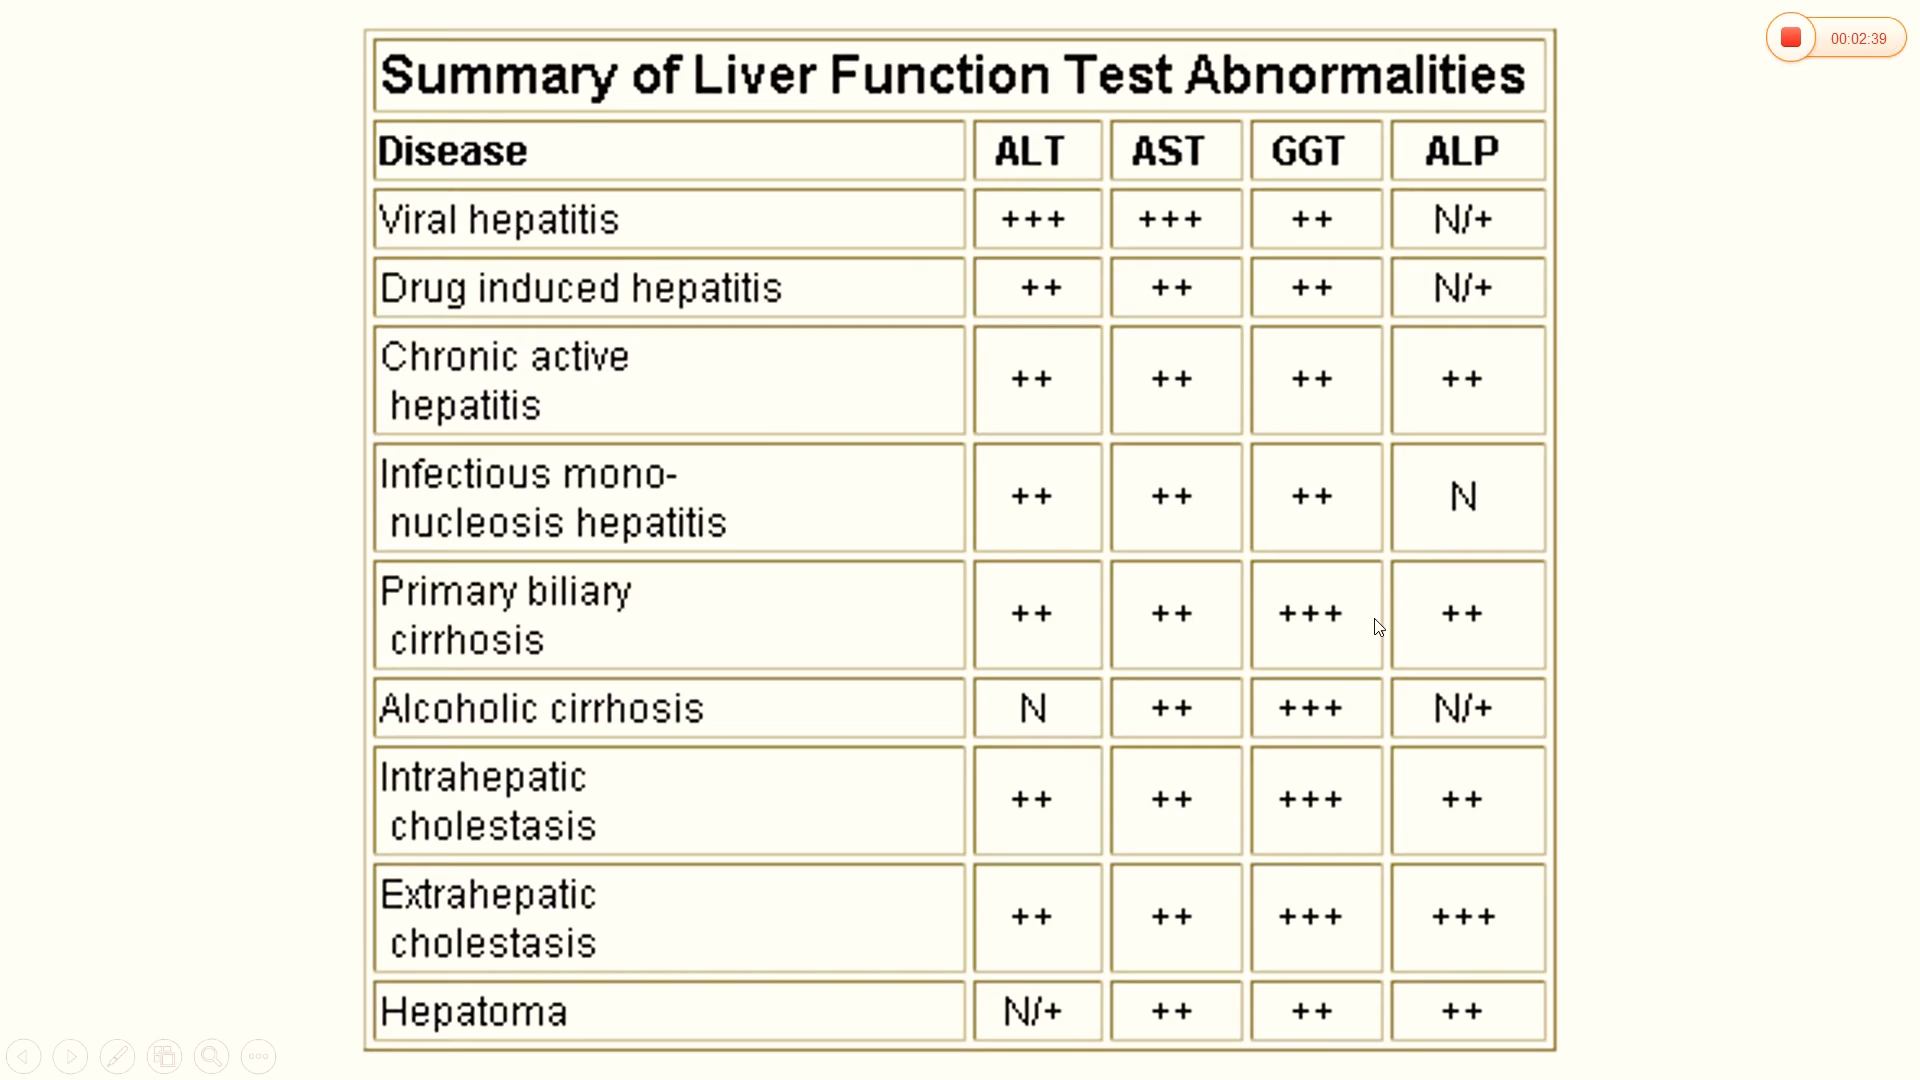 00:02:39
Summary of Liver Function Test Abnormalities
Disease ALT AST GGT ALP
Viral hepatitis +++ +++ ++ N/+
Drug induced hepatitis ++ ++ ++ N/+
Chronic active
hepatitis ++ ++ ++ ++
Infectious mono-
nucleosis hepatitis ++ ++ ++ N
Primary biliary
cirrhosis ++ ++ +++ ++
Alcoholic cirrhosis N ++ +++ N/+
Intrahepatic
cholestasis ++ ++ +++ ++
Extrahepatic
cholestasis ++ ++ +++ +++
Hepatoma N/+ ++ ++ ++